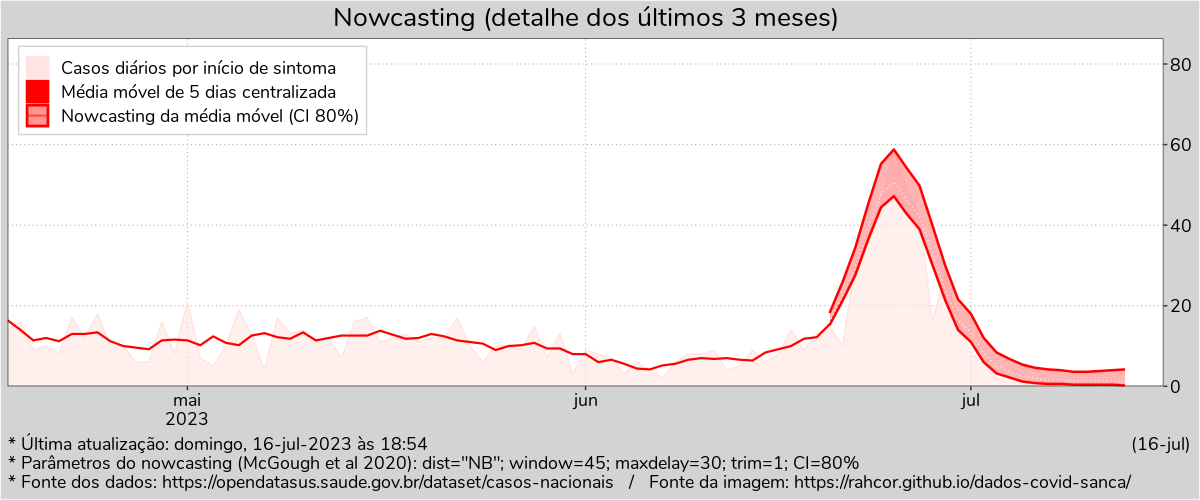 Nowcasting (detalhe dos últimos 3 meses)
Casos diários por início de sintoma
Média móvel de 5 dias centralizada
Nowcasting da média móvel (CI 80%)
80
60
40
20
0
mai
2023
jun
jul
* Última atualização: domingo, 16-jul-2023 às 18:54
(16-jul)
* Parâmetros do nowcasting (McGough et al 2020): dist="NB"; window=45; maxdelay=30; trim=1; CI=80%
* Fonte dos dados: https://opendatasus.saude.gov.br/dataset/casos-nacionais / Fonte da imagem: https://rahcor.github.io/dados-covid-sanca/